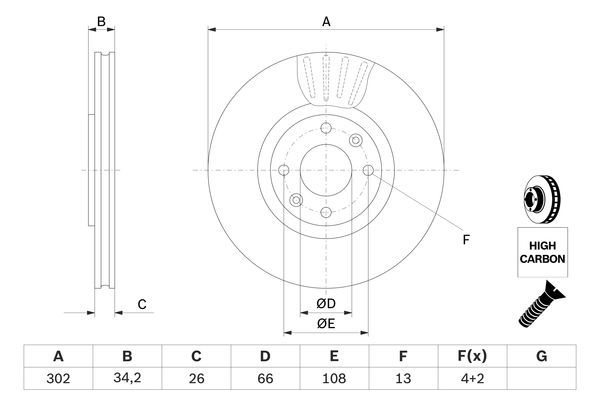 A
B
C
F
ØD
ØE
HIGH
CARBON
A B C D E F F(x) G
302 34,2 26 66 108 13 4+2